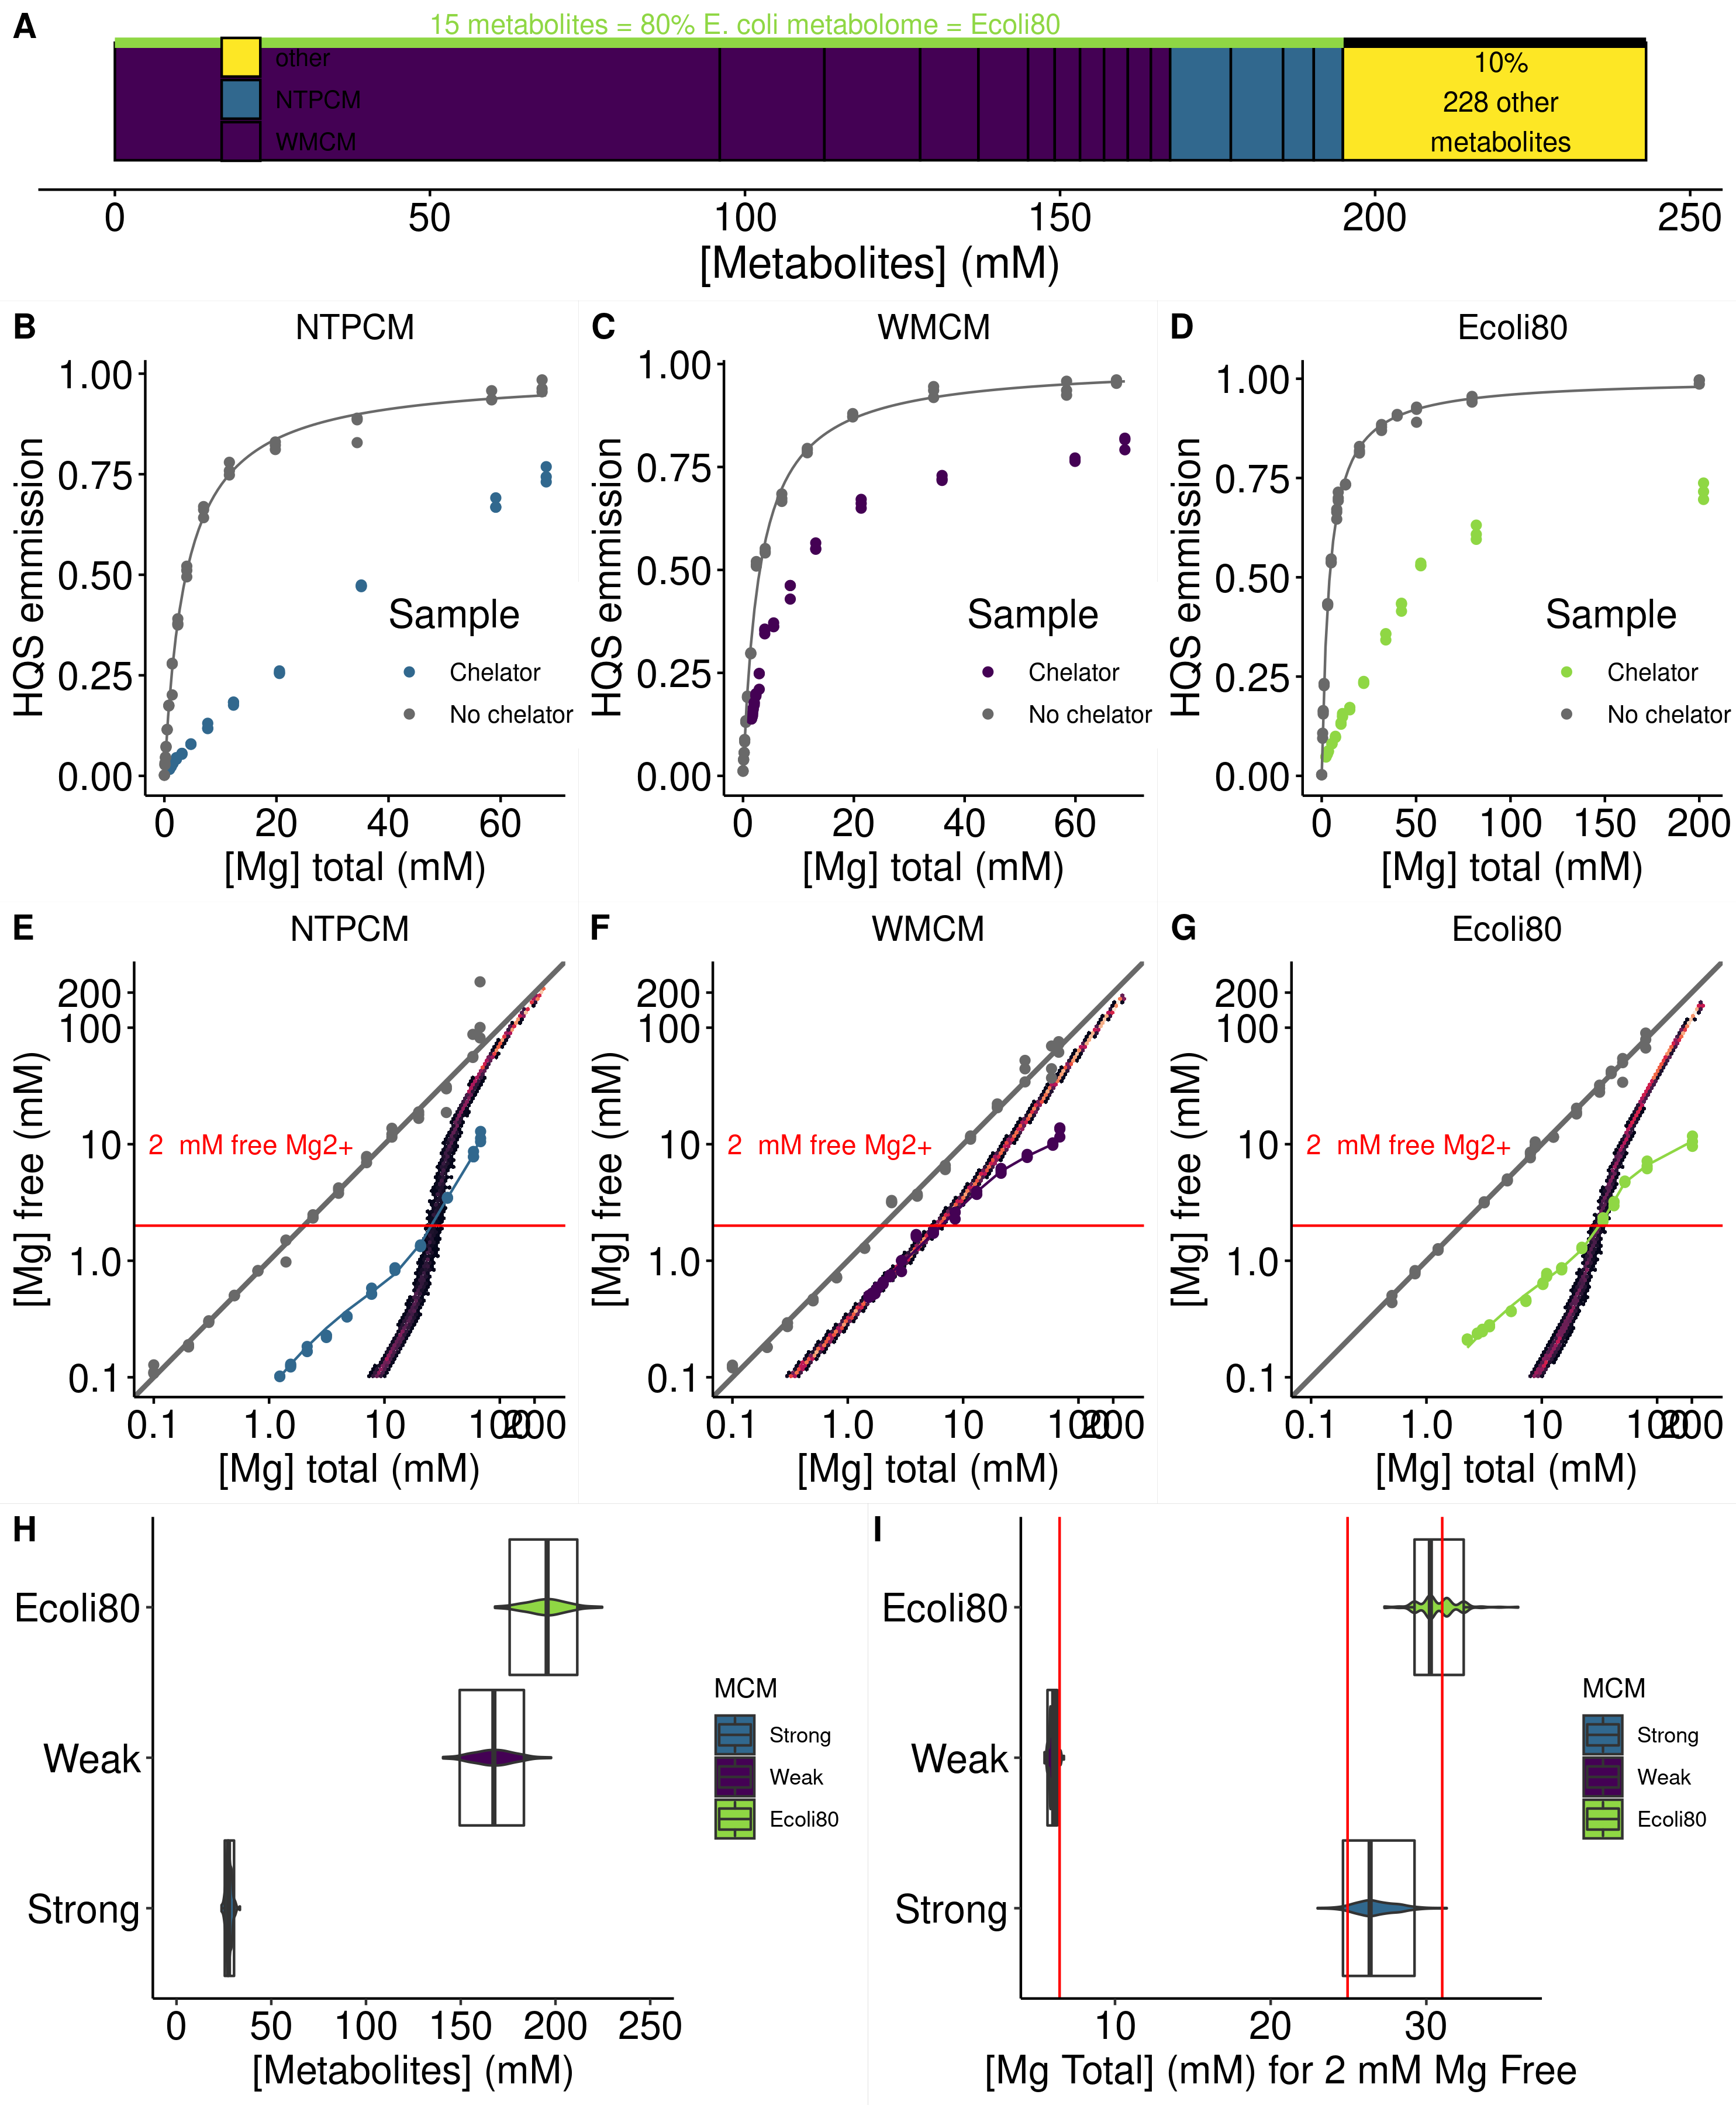 A
15 metabolites = 80% E. coli metabolome = Ecoli80
other
NTPCM
WMCM
10%
228 other
metabolites
0 50 100 150 200 250
[Metabolites] (mM)
B NTPCM
1.00
0.75
0.50
0.25
0.00
HQS emmission
Sample
Chelator
No chelator
0 20 40 60
[Mg] total (mM)
C WMCM
1.00
0.75
0.50
0.25
0.00
HQS emmission
Sample
Chelator
No chelator
0 20 40 60
[Mg] total (mM)
D Ecoli80
1.00
0.75
0.50
0.25
0.00
HQS emmission
Sample
Chelator
No chelator
0 50 100 150 200
[Mg] total (mM)
E NTPCM
200
100
10
1.0
0.1
[Mg] free (mM)
2 mM free Mg2+
0.1 1.0 10 100 200
[Mg] total (mM)
F WMCM
200
100
10
1.0
0.1
[Mg] free (mM)
2 mM free Mg2+
0.1 1.0 10 100 200
[Mg] total (mM)
G Ecoli80
200
100
10
1.0
0.1
[Mg] free (mM)
2 mM free Mg2+
0.1 1.0 10 100 200
[Mg] total (mM)
H
Ecoli80
Weak
Strong
0 50 100 150 200 250
[Metabolites] (mM)
MCM
Strong
Weak
Ecoli80
I
Ecoli80
Weak
Strong
10 20 30
[Mg Total] (mM) for 2 mM Mg Free
MCM
Strong
Weak
Ecoli80